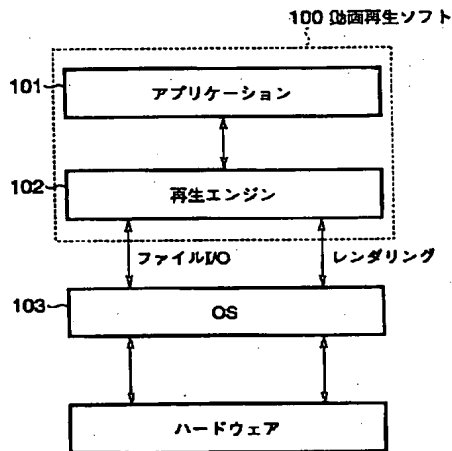 100 動画再生ソフト
101
アプリケーション
102
再生エンジン
ファイルI/O
レンダリング
103
OS
ハードウェア